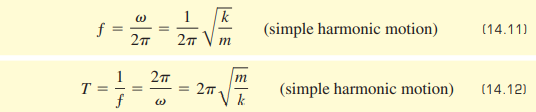 f = ω/2π = 1/2π √k/m (simple harmonic motion) (14.11)
T = 1/f = 2π/ω = 2π√m/k (simple harmonic motion) (14.12)